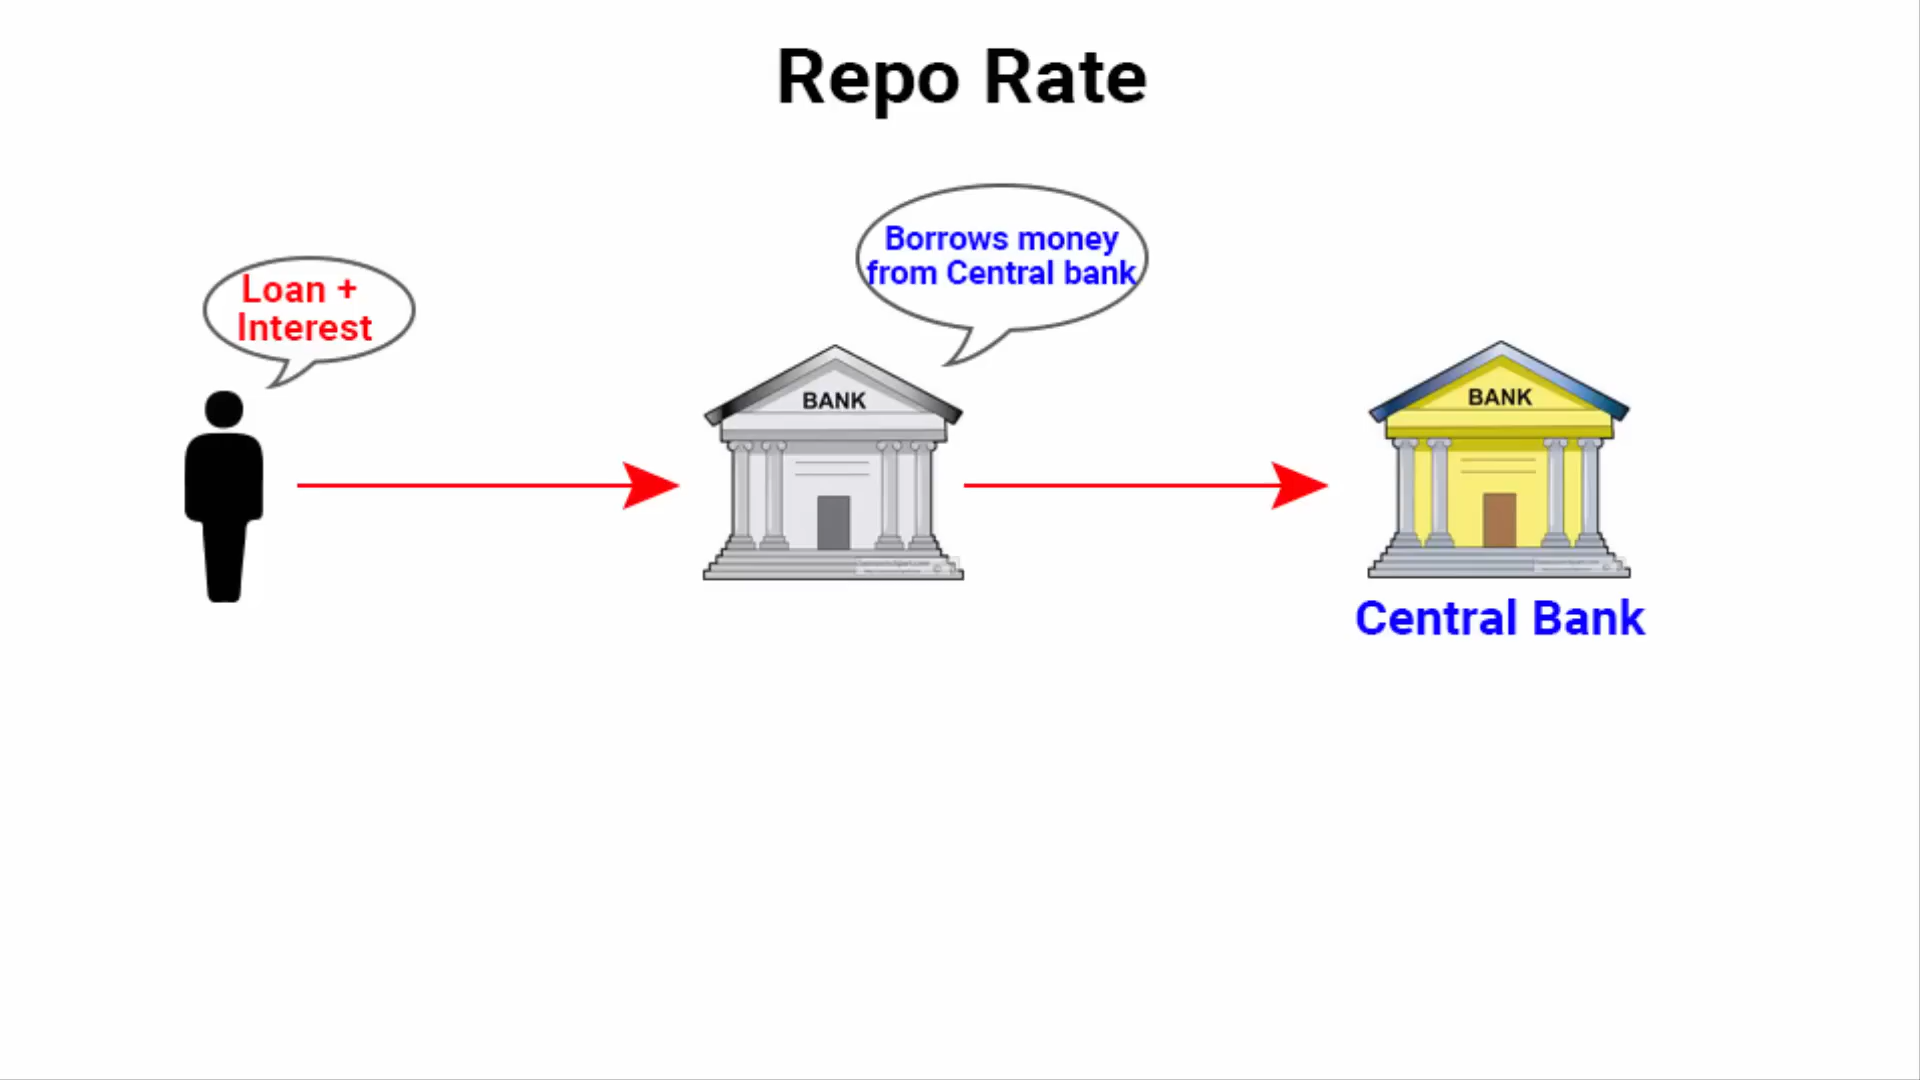 Repo Rate
Borrows money
from Central bank
Loan +
Interest
BANK
BANK
Central Bank